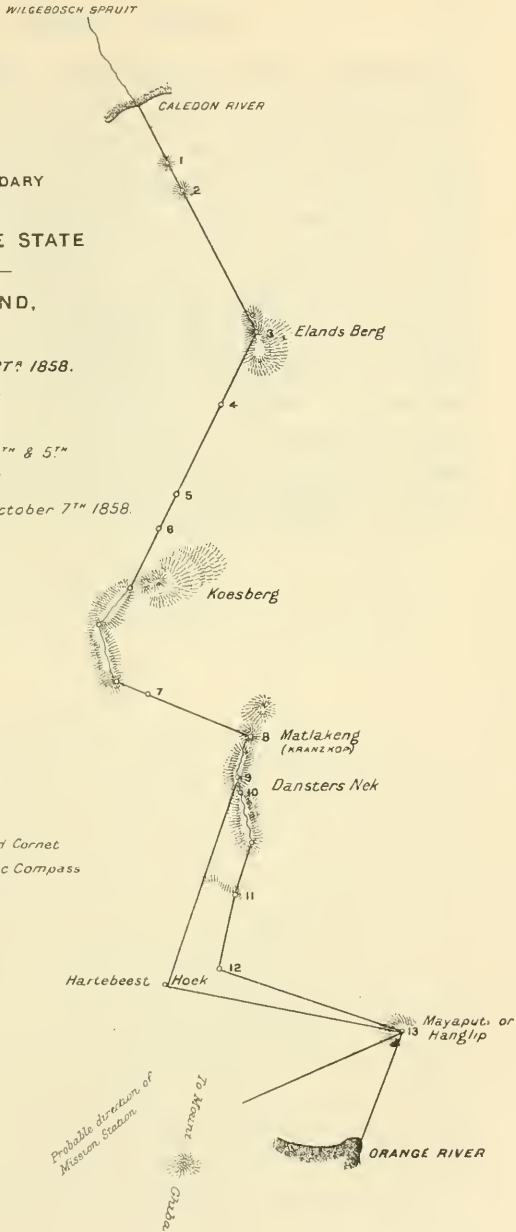 WILGEBOSCH SPRUIT
CALEDON RIVER
1
2
DARY
E STATE
ND,
3
Elands Berg
TR. 1858.
4
TH & 5TH
5
ctober 7TH 1858.
6
Koesberg
7
8
Matlakeng
(KRANZKOP)
9
10
Dansters Nek
d Cornet
c Compass
11
12
Hartebeest Hoek
13
Mayaputi or
Hanglip
Probable direction of
Mission Station
To Mount
ORANGE RIVER